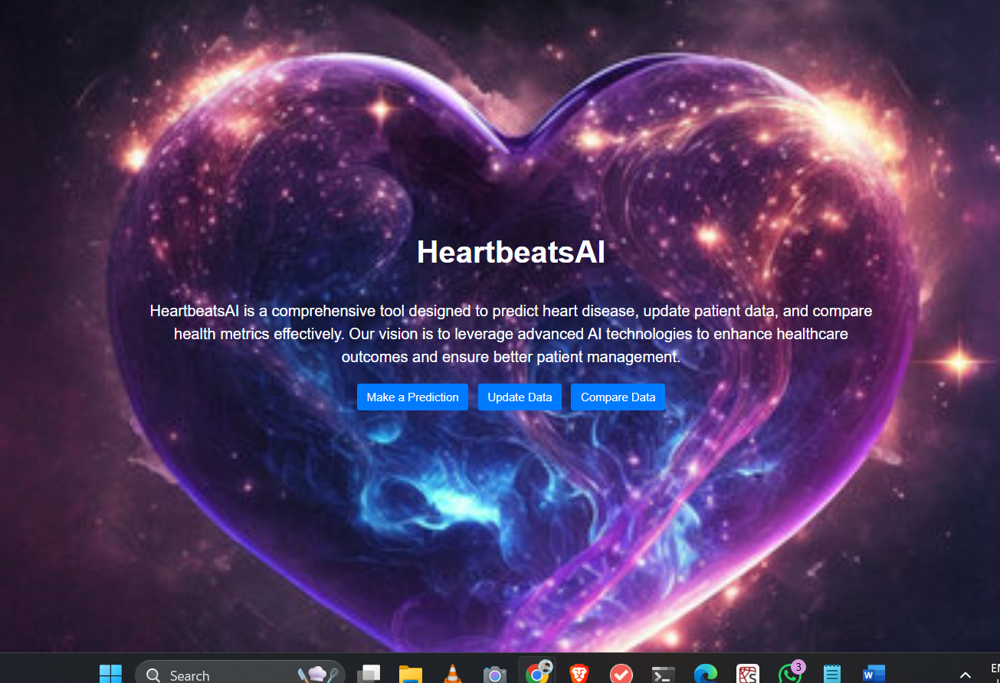 HeartbeatsAI
HeartbeatsAI is a comprehensive tool designed to predict heart disease, update patient data, and compare
health metrics effectively. Our vision is to leverage advanced AI technologies to enhance healthcare
outcomes and ensure better patient management.
Make a Prediction Update Data Compare Data
Search
3
W